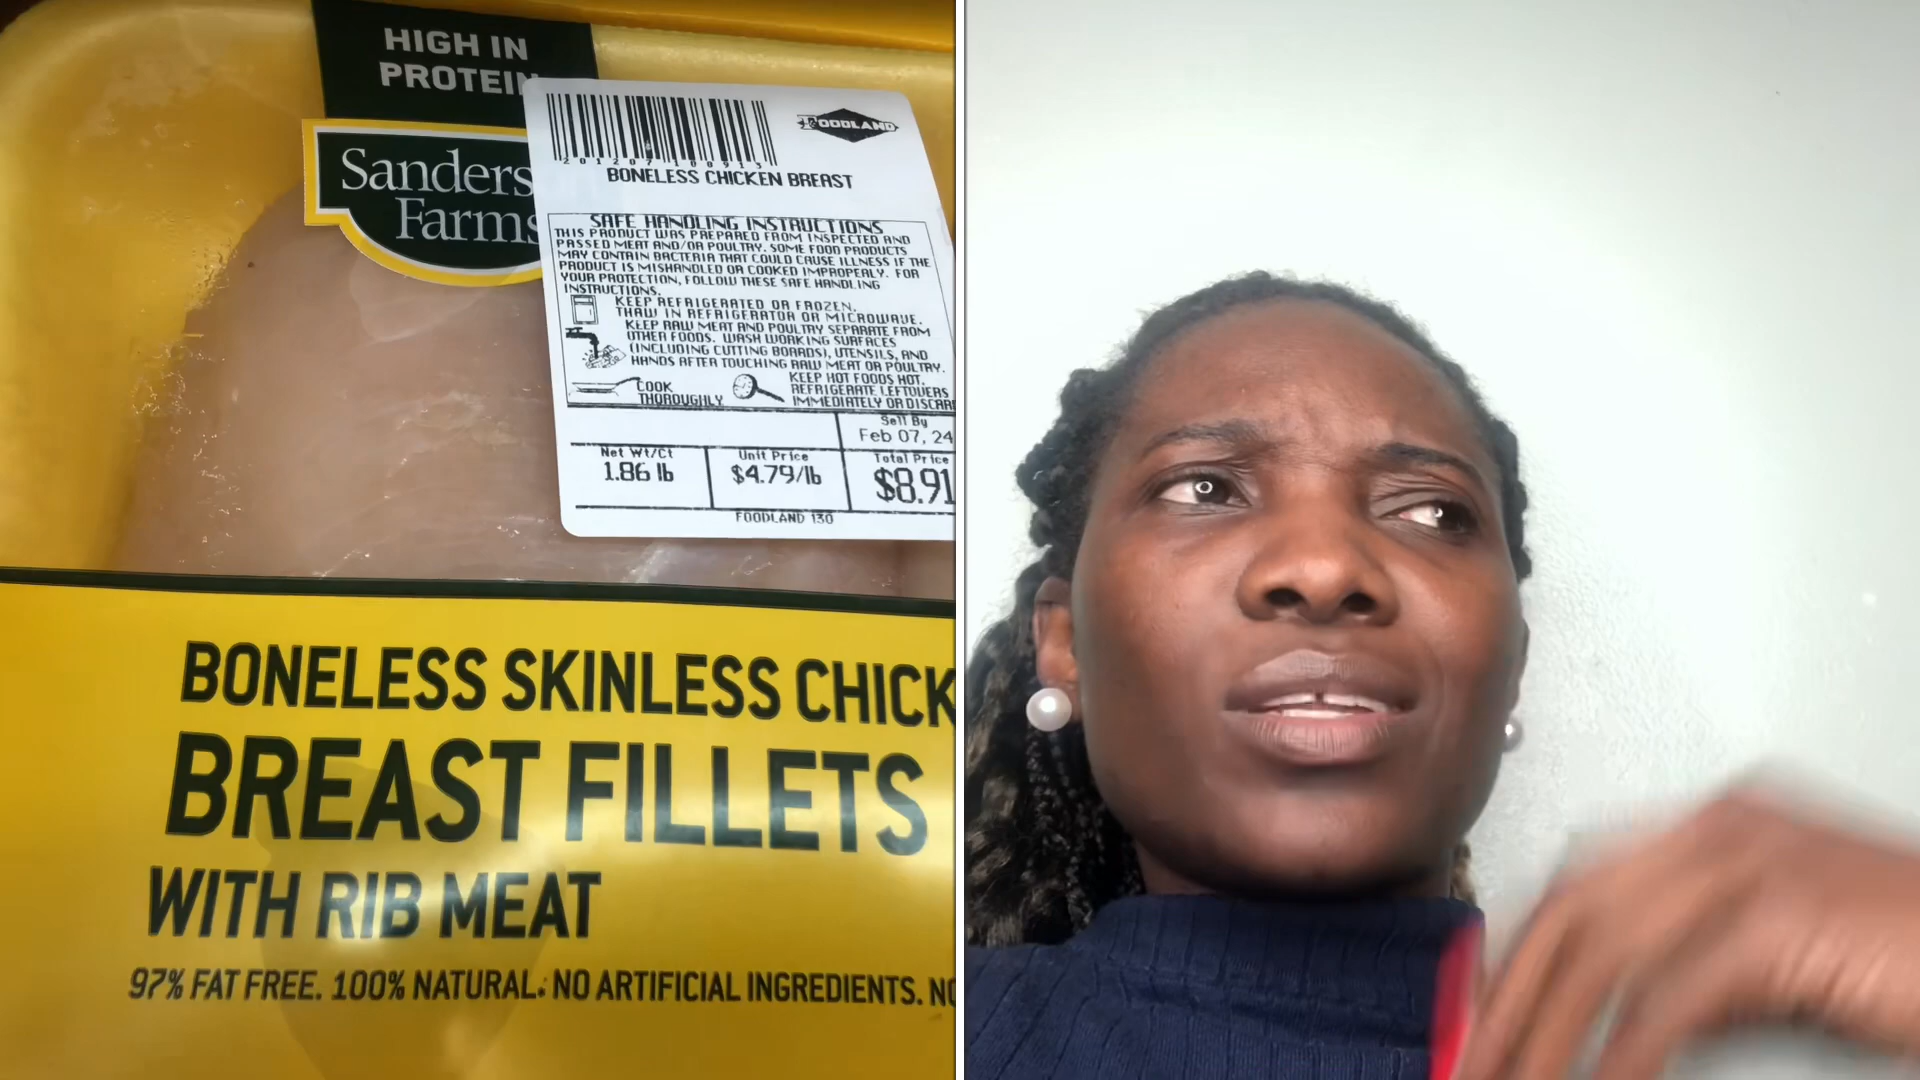 HIGH IN
PROTEIN
Sanders
Farms
FOODLAND
BONELESS CHICKEN BREAST
SAFE HANDLING INSTRUCTIONS
THIS PRODUCT WAS PREPARED FROM INSPECTED AND
PASSED MEAT AND/OR POULTRY. SOME FOOD PRODUCTS
MAY CONTAIN BACTERIA THAT COULD CAUSE ILLNESS IF THE
PRODUCT IS MISHANDLED OR COOKED IMPROPERLY. FOR
YOUR PROTECTION, FOLLOW THESE SAFE HANDLING
INSTRUCTIONS.
KEEP REFRIGERATED OR FROZEN.
THAW IN REFRIGERATOR OR MICROWAVE.
KEEP RAW MEAT AND POULTRY SEPARATE FROM
OTHER FOODS. WASH WORKING SURFACES
(INCLUDING CUTTING BOARDS), UTENSILS, AND
HANDS AFTER TOUCHING RAW MEAT OR POULTRY.
COOK
THOROUGHLY
KEEP HOT FOODS HOT.
REFRIGERATE LEFTOVERS
IMMEDIATELY OR DISCAR
Sell By
Feb 07, 24
Net Wt/Ct
1.86 lb
Unit Price
$4.79/lb
Total Price
$8.91
FOODLAND 130
BONELESS SKINLESS CHICK
BREAST FILLETS
WITH RIB MEAT
97% FAT FREE. 100% NATURAL. NO ARTIFICIAL INGREDIENTS. NO